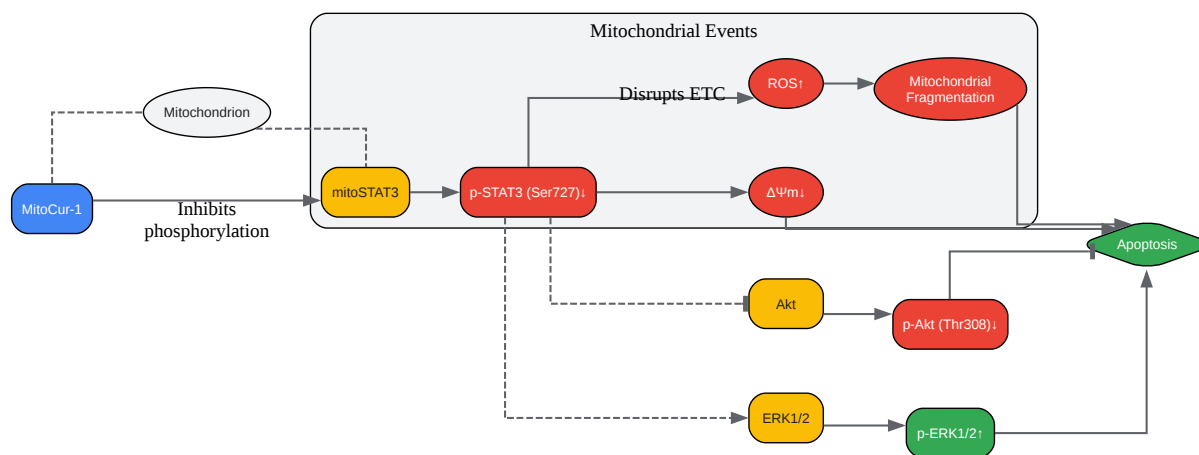 Mitochondrial Events
ROS↑
Mitochondrial
Fragmentation
Disrupts ETC
Mitochondrion
MitoCur-1
Inhibits
phosphorylation
mitoSTAT3
p-STAT3 (Ser727)↓
ΔΨm↓
Apoptosis
Akt
p-Akt (Thr308)↓
ERK1/2
p-ERK1/2↑